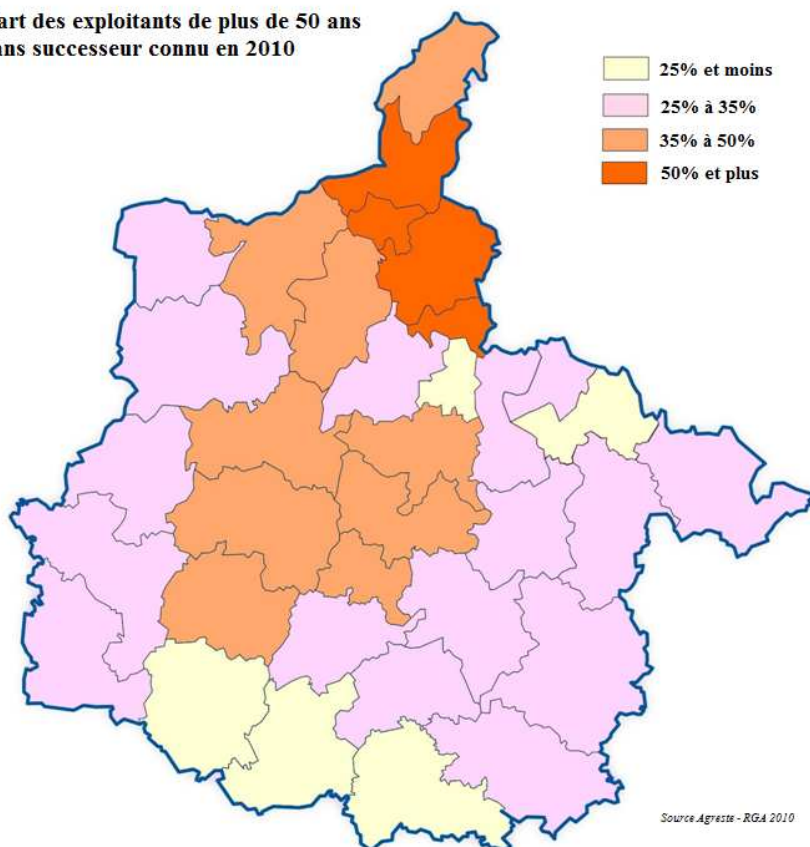 art des exploitants de plus de 50 ans
ans successeur connu en 2010
25% et moins
25% à 35%
35% à 50%
50% et plus
Source Agreste - RGA 2010